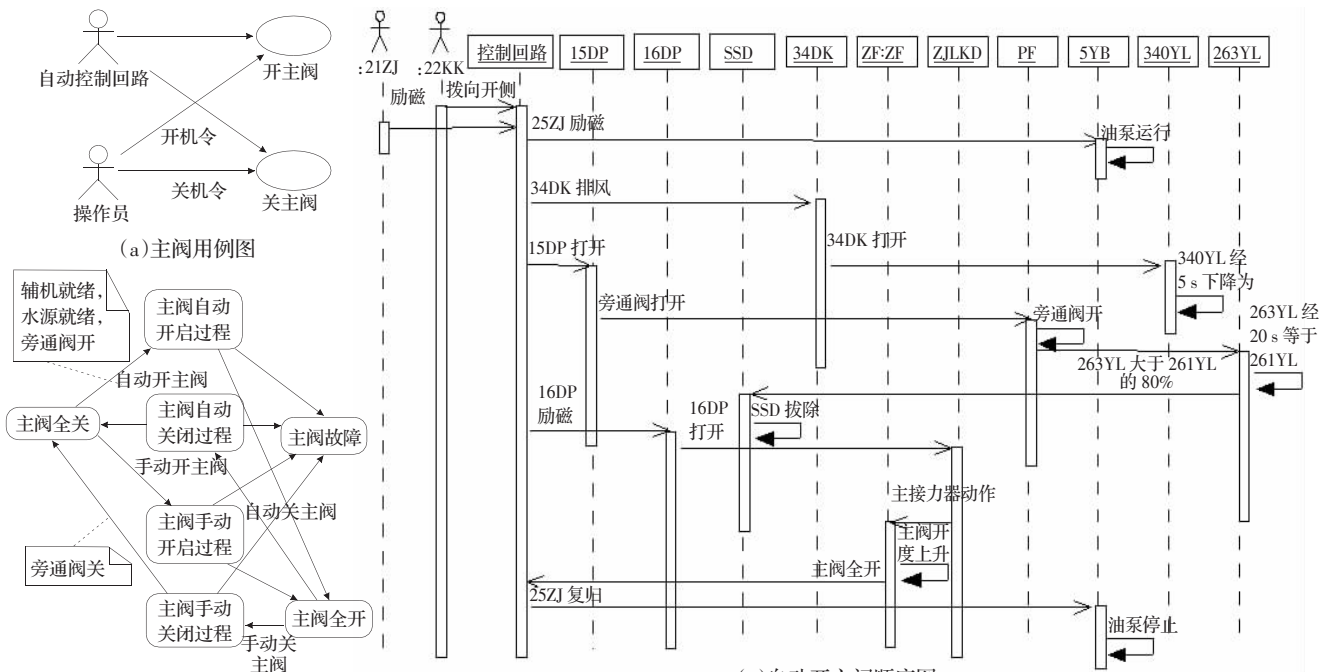 自动控制回路
开主阀
开机令
关机令
操作员
关主阀
(a)主阀用例图
辅机就绪，
水源就绪，
旁通阀开
主阀自动
开启过程
自动开主阀
主阀全关
主阀自动
关闭过程
主阀故障
手动开主阀
主阀手动
开启过程
自动关主阀
旁通阀关
主阀手动
关闭过程
主阀全开
手动关
主阀
:21ZJ
:22KK
控制回路
15DP
16DP
SSD
34DK
ZF:ZF
ZJLKD
PF
5YB
340YL
263YL
励磁
拨向开侧
25ZJ 励磁
油泵运行
34DK 排风
15DP 打开
34DK 打开
340YL 经
5 s 下降为
旁通阀打开
旁通阀开
263YL 经
20 s 等于
261YL
263YL 大于 261YL
的 80%
16DP
励磁
16DP
打开
SSD 拔除
主接力器动作
主阀开
度上升
主阀全开
25ZJ 复归
油泵停止